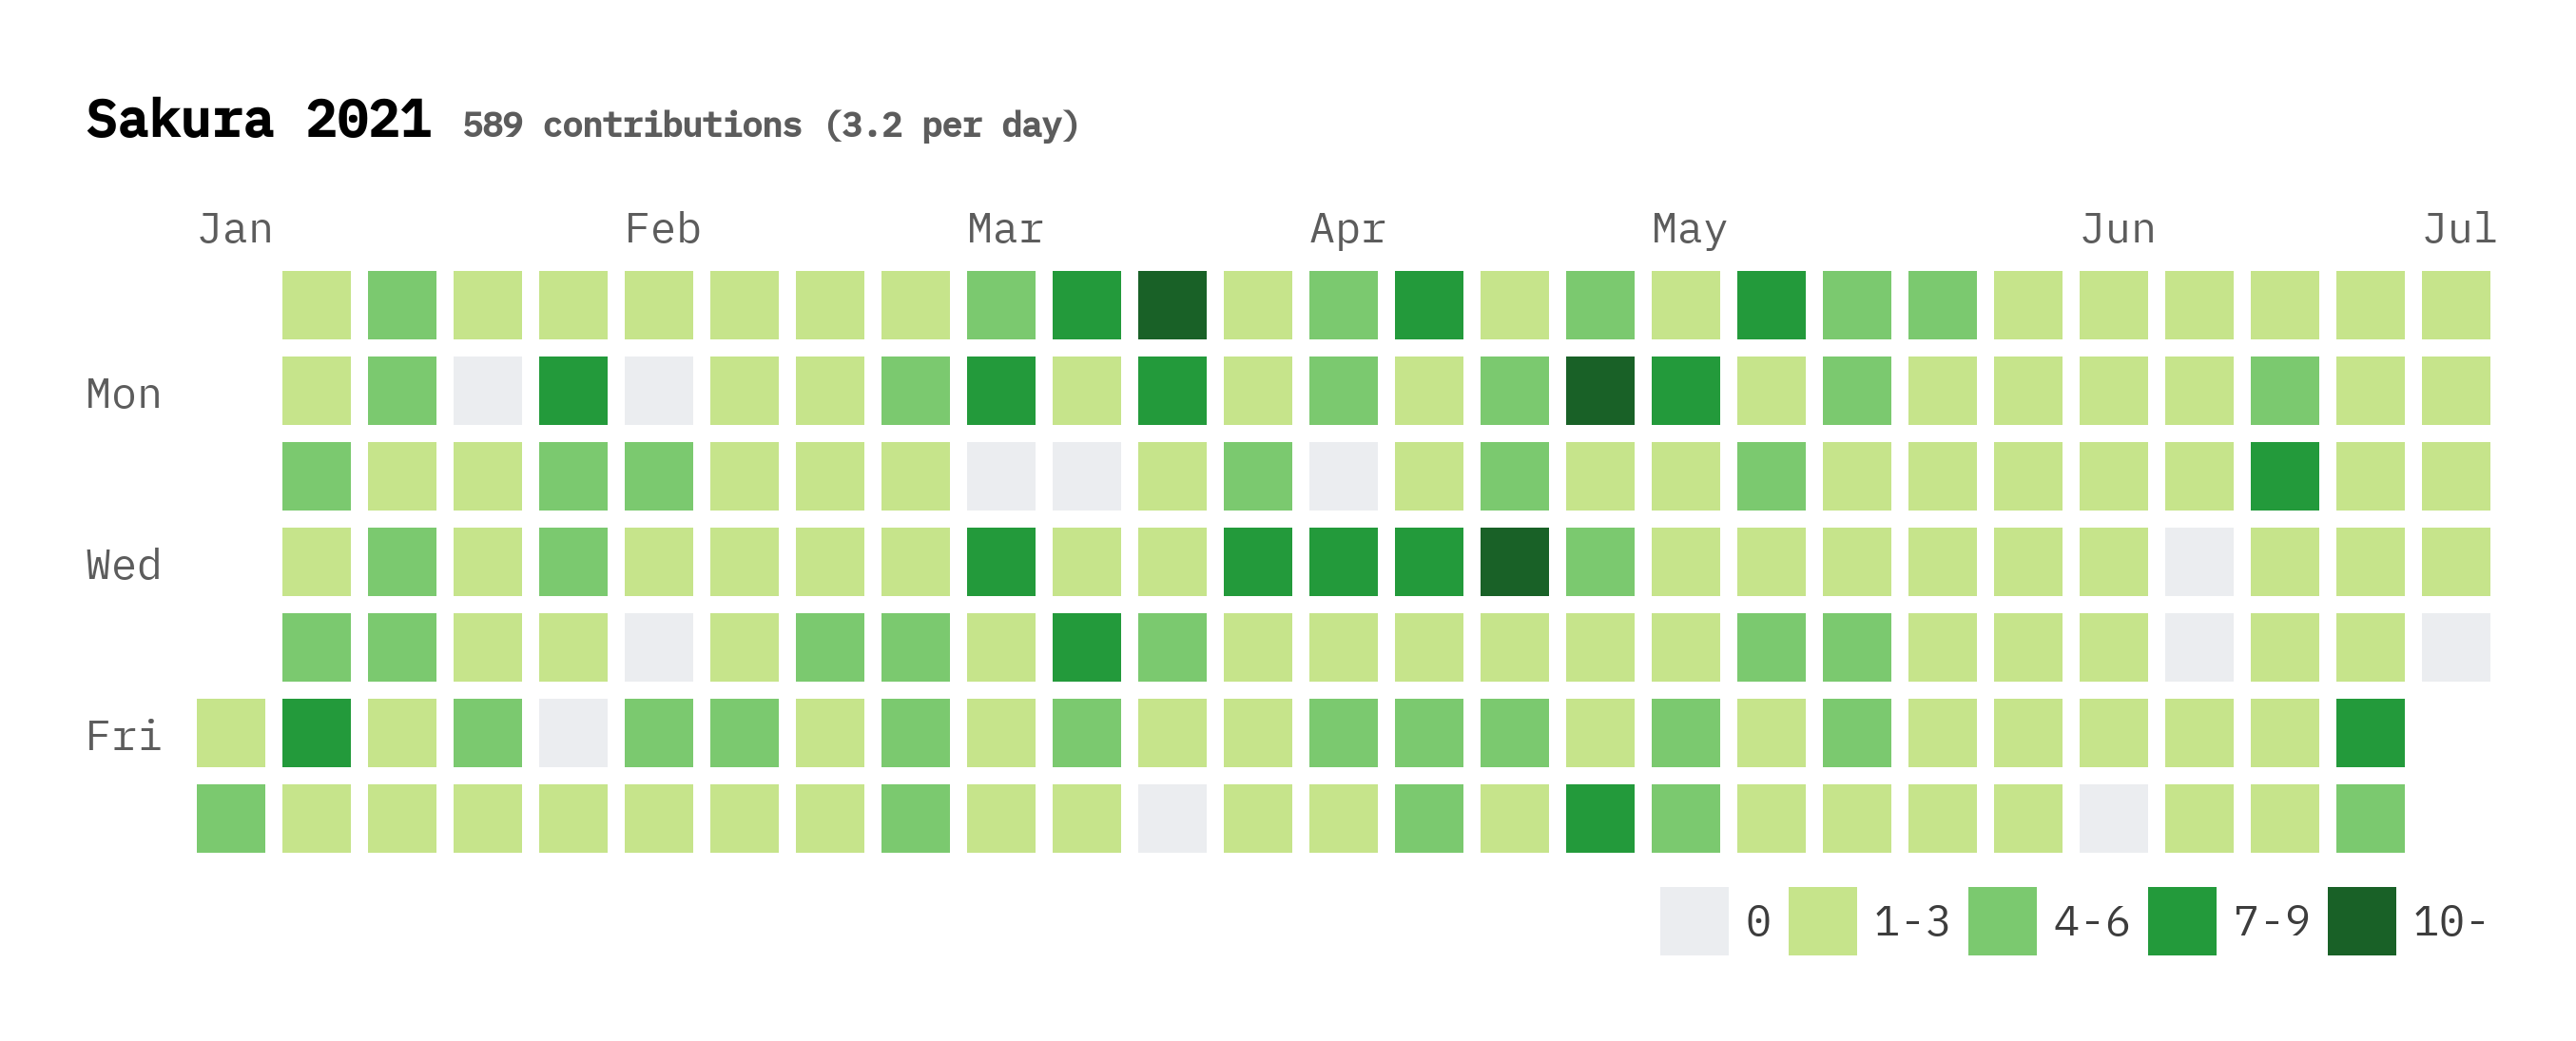 Sakura 2021 589 contributions (3.2 per day)
Jan Feb Mar Apr May Jun Jul
Mon
Wed
Fri
0 1-3 4-6 7-9 10-